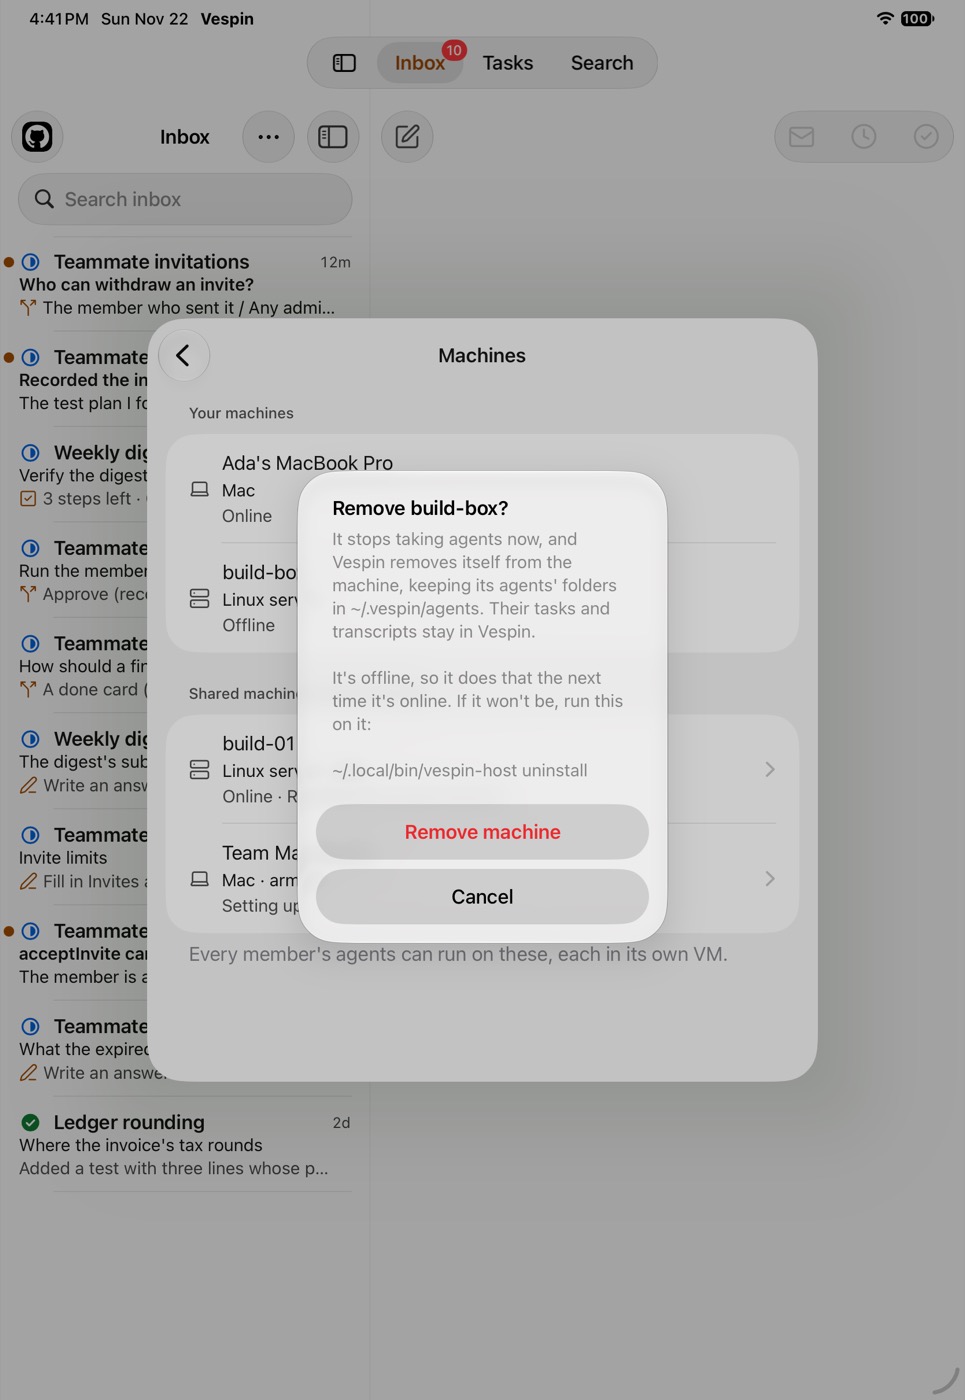 4:41 PM Sun Nov 22 Vespin
100
Inbox
10
Tasks
Search
Inbox
Search inbox
Teammate invitations
12m
Who can withdraw an invite?
The member who sent it / Any admi...
Teammate
Recorded the in
The test plan I fo
Weekly dig
Verify the digest
3 steps left ·
Teammate
Run the member
Approve (rec
Teammate
How should a fin
A done card (
Weekly dig
The digest's sub
Write an answ
Teammate
Invite limits
Fill in Invites
Teammate
acceptInvite ca
The member is a
Teammate
What the expired
Write an answe
Ledger rounding
2d
Where the invoice's tax rounds
Added a test with three lines whose p...
Machines
Your machines
Ada's MacBook Pro
Mac
Online
build-bo
Linux serv
Offline
Shared machin
build-01
Linux serv
Online · R
Team Ma
Mac · arm
Setting up
Every member's agents can run on these, each in its own VM.
Remove build-box?
It stops taking agents now, and
Vespin removes itself from the
machine, keeping its agents' folders
in ~/.vespin/agents. Their tasks and
transcripts stay in Vespin.
It's offline, so it does that the next
time it's online. If it won't be, run this
on it:
~/.local/bin/vespin-host uninstall
Remove machine
Cancel